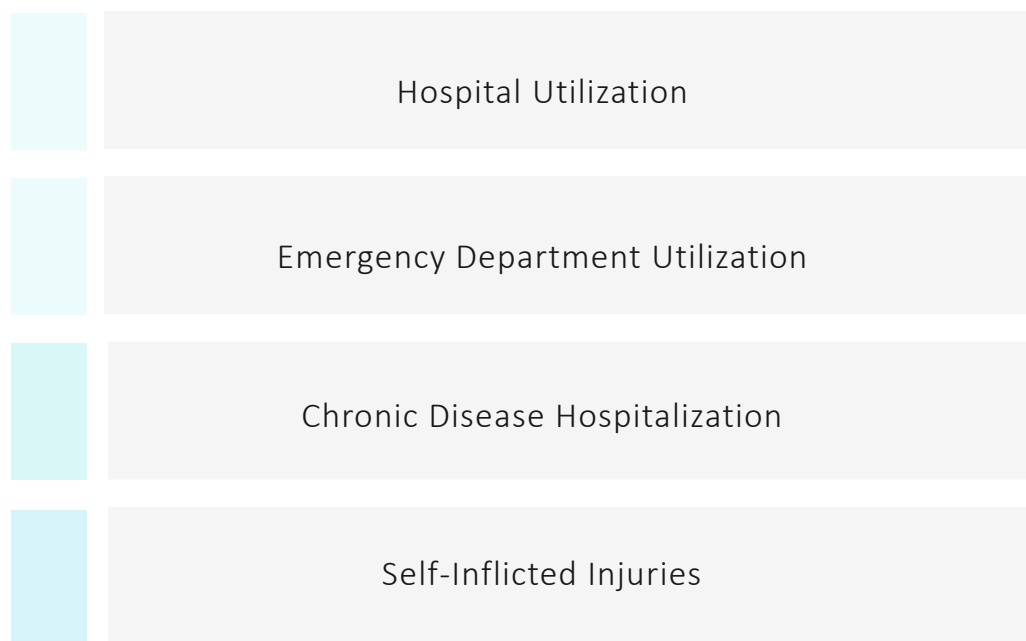 Hospital Utilization
Emergency Department Utilization
Chronic Disease Hospitalization
Self-Inflicted Injuries